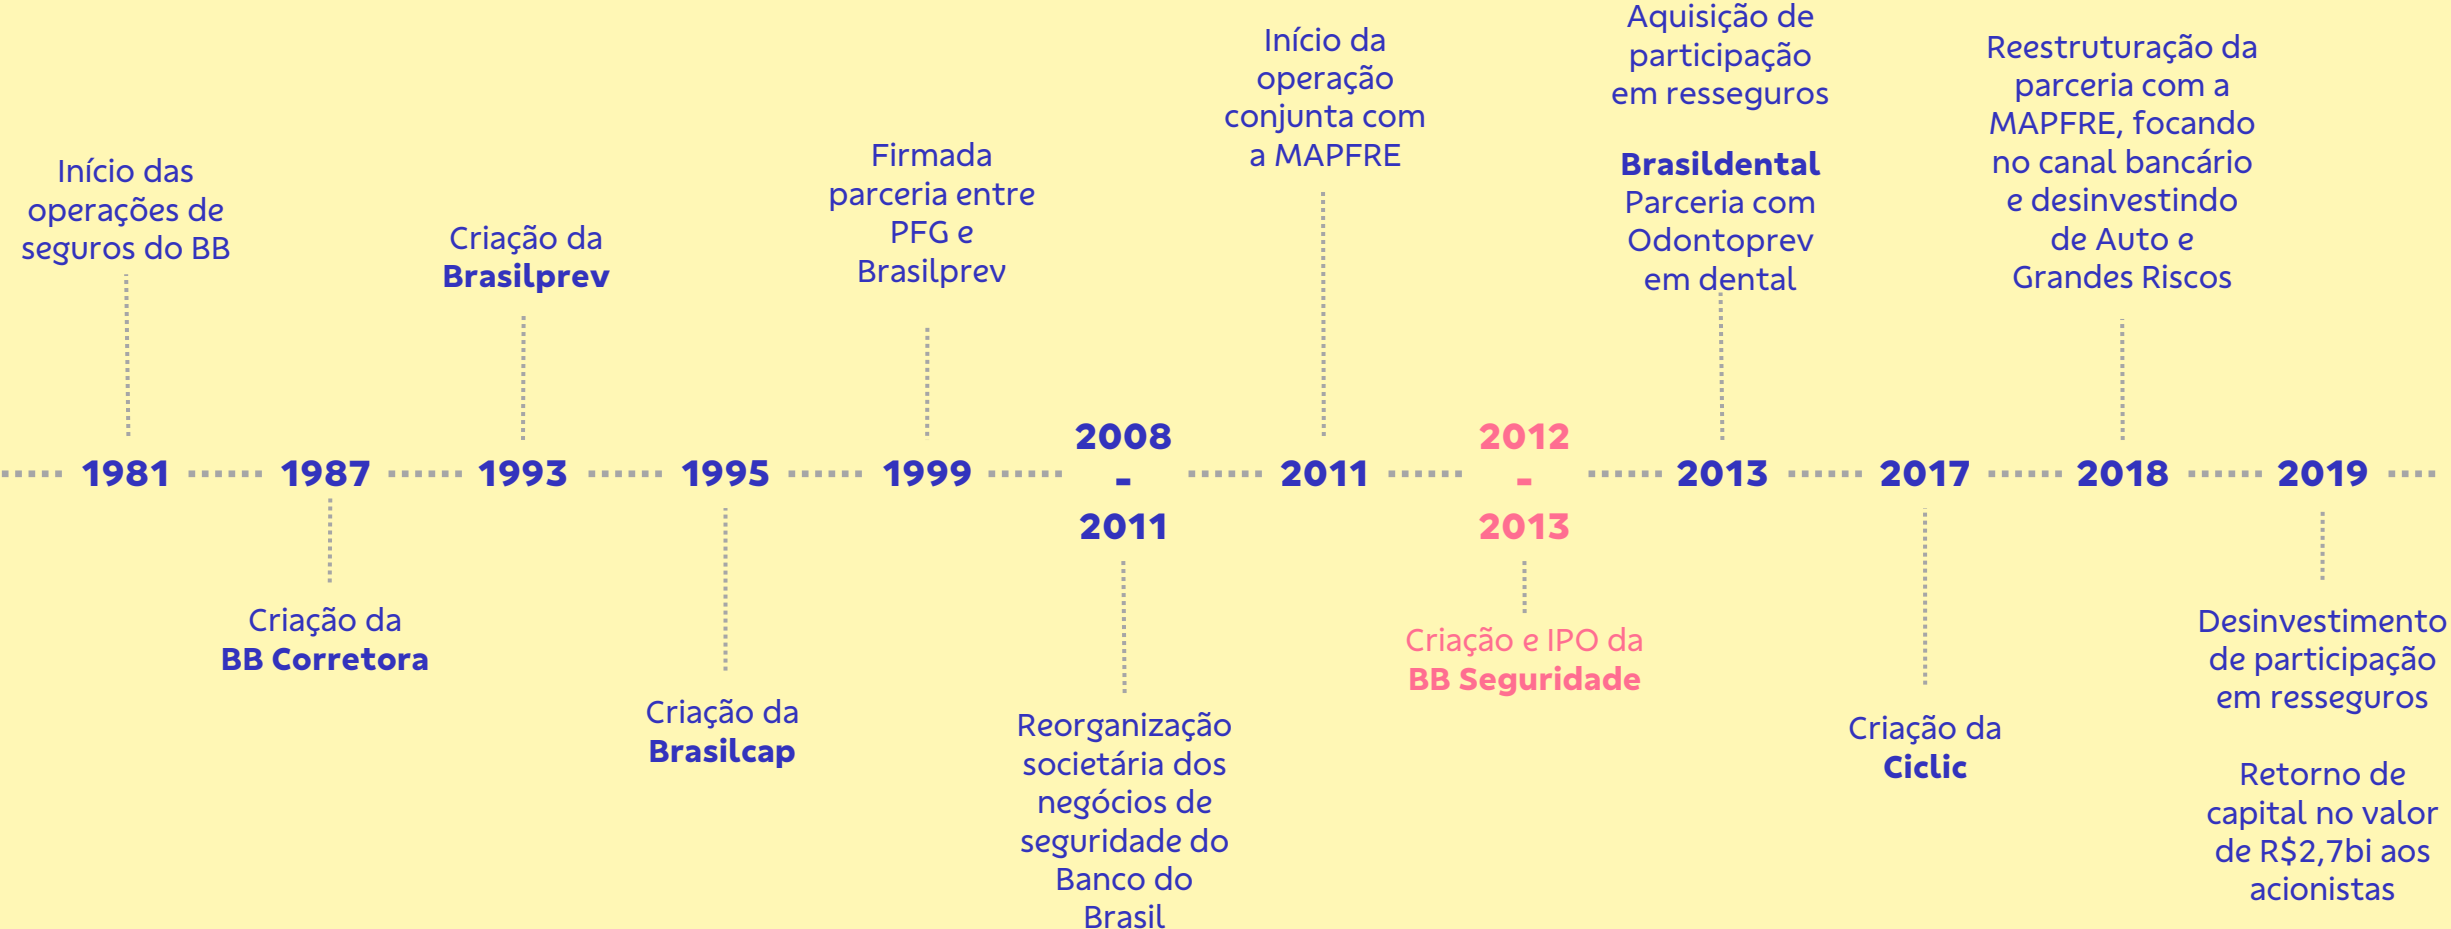 Início das
operações de
seguros do BB
1981
1987
Criação da
BB Corretora
Criação da
Brasilprev
1993
1995
Criação da
Brasilcap
Firmada
parceria entre
PFG e
Brasilprev
1999
2008
-
2011
Reorganização
societária dos
negócios de
seguridade do
Banco do
Brasil
Início da
operação
conjunta com
a MAPFRE
2011
2012
-
2013
Criação e IPO da
BB Seguridade
Aquisição de
participação
em resseguros
Brasildental
Parceria com
Odontoprev
em dental
2013
2017
Criação da
Ciclic
Reestruturação da
parceria com a
MAPFRE, focando
no canal bancário
e desinvestindo
de Auto e
Grandes Riscos
2018
2019
Desinvestimento
de participação
em resseguros
Retorno de
capital no valor
de R$2,7bi aos
acionistas